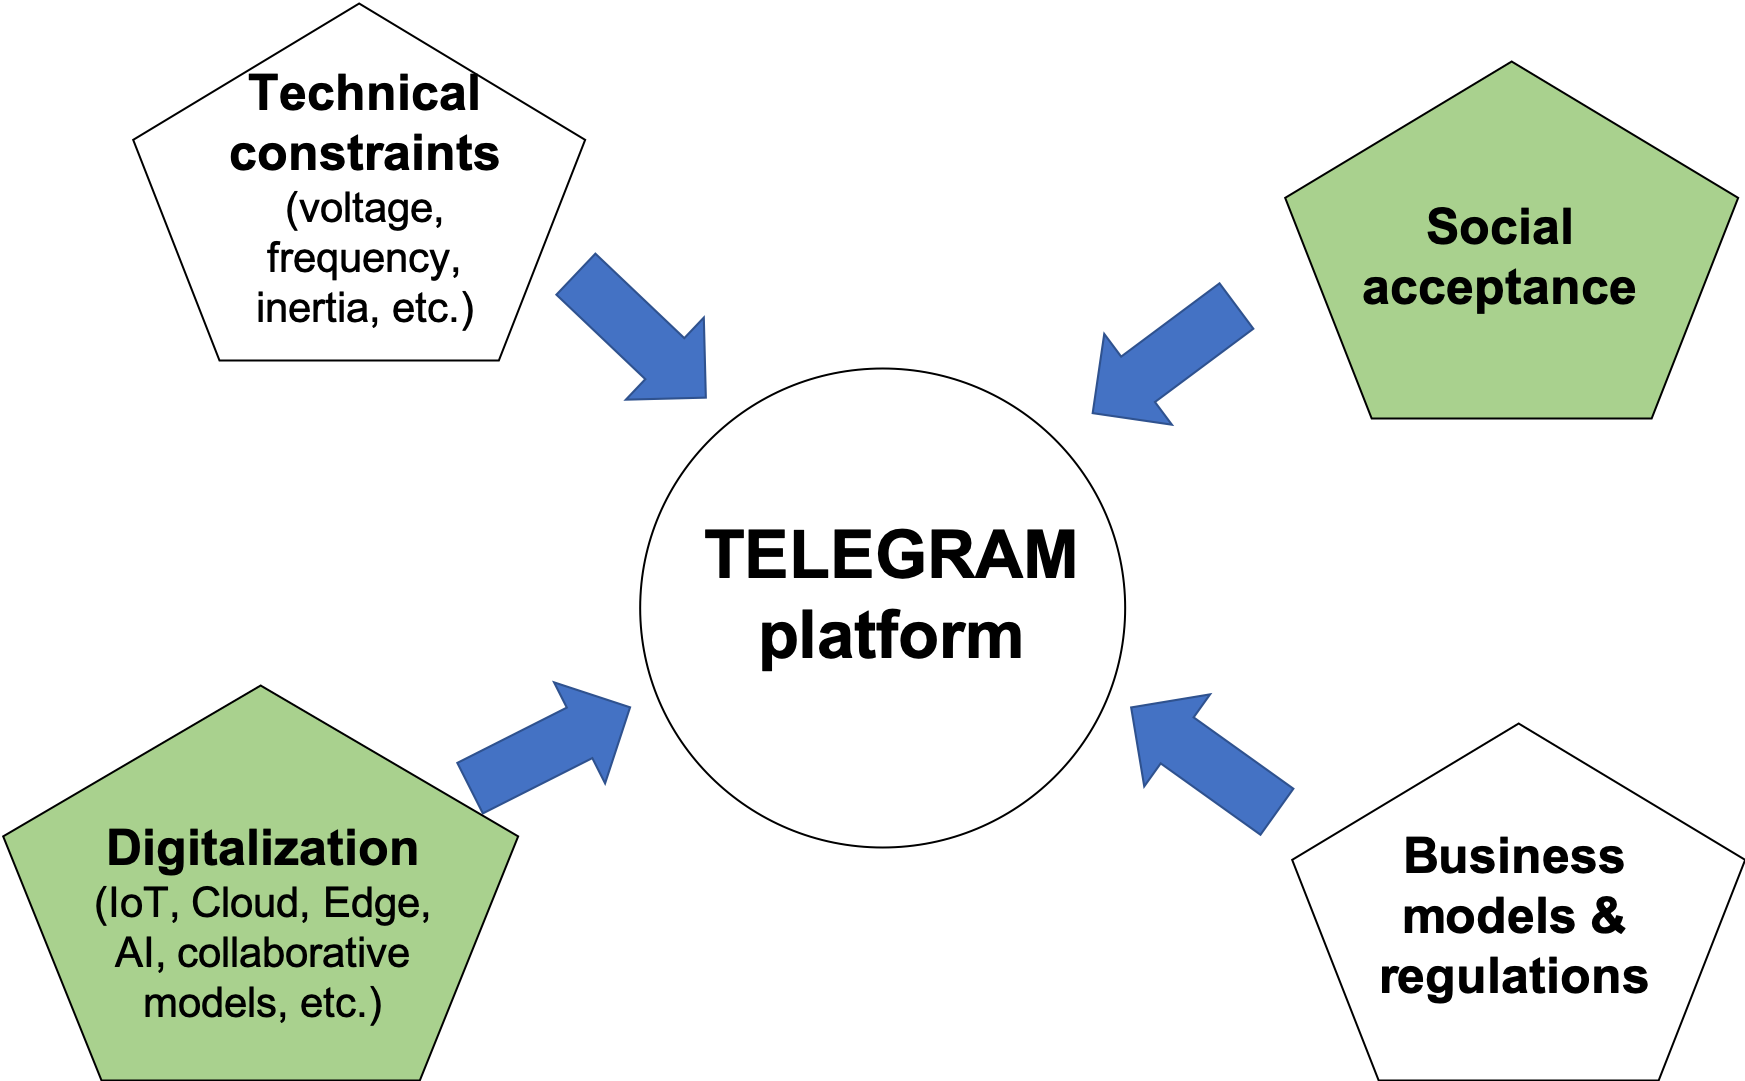 Technical
constraints
(voltage,
frequency,
inertia, etc.)
Social
acceptance
TELEGRAM
platform
Digitalization
(IoT, Cloud, Edge,
AI, collaborative
models, etc.)
Business
models &
regulations